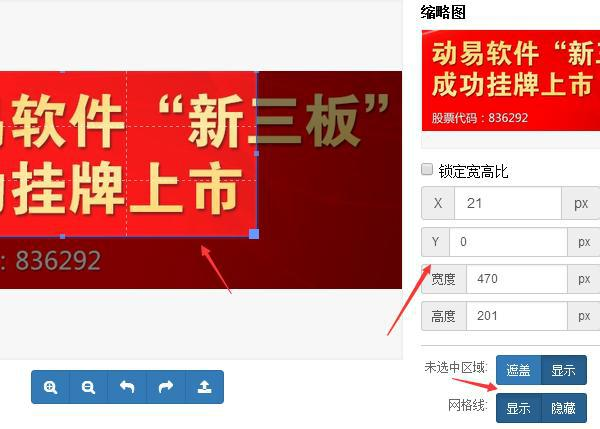 易软件“新三板”
功挂牌上市
：836292
缩略图
动易软件“新三
成功挂牌上市
股票代码：836292
锁定宽高比
X 21 px
Y 0 px
宽度 470 px
高度 201 px
未选中区域: 遮盖 显示
网格线: 显示 隐藏